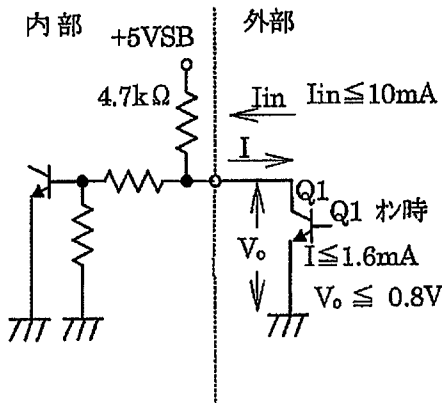 内部
外部
+5VSB
4.7kΩ
Iin
Iin≦10mA
I
Q1
Q1 オン時
Vo
I≦1.6mA
Vo≦ 0.8V